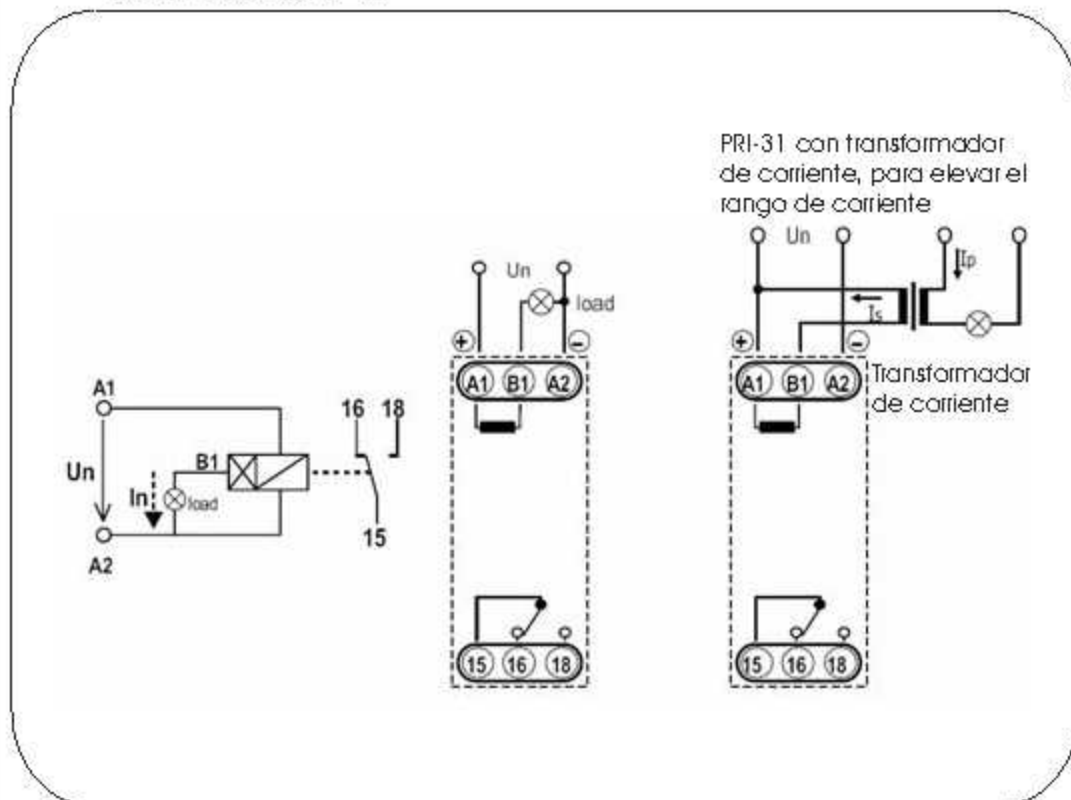 PRI-31 con transformador
de corriente, para elevar el
rango de corriente
Un
Ip
Is
+
−
A1 B1 A2
Transformador
de corriente
15 16 18
Un
load
+
−
A1 B1 A2
15 16 18
A1
16 18
B1
Un
In
load
15
A2